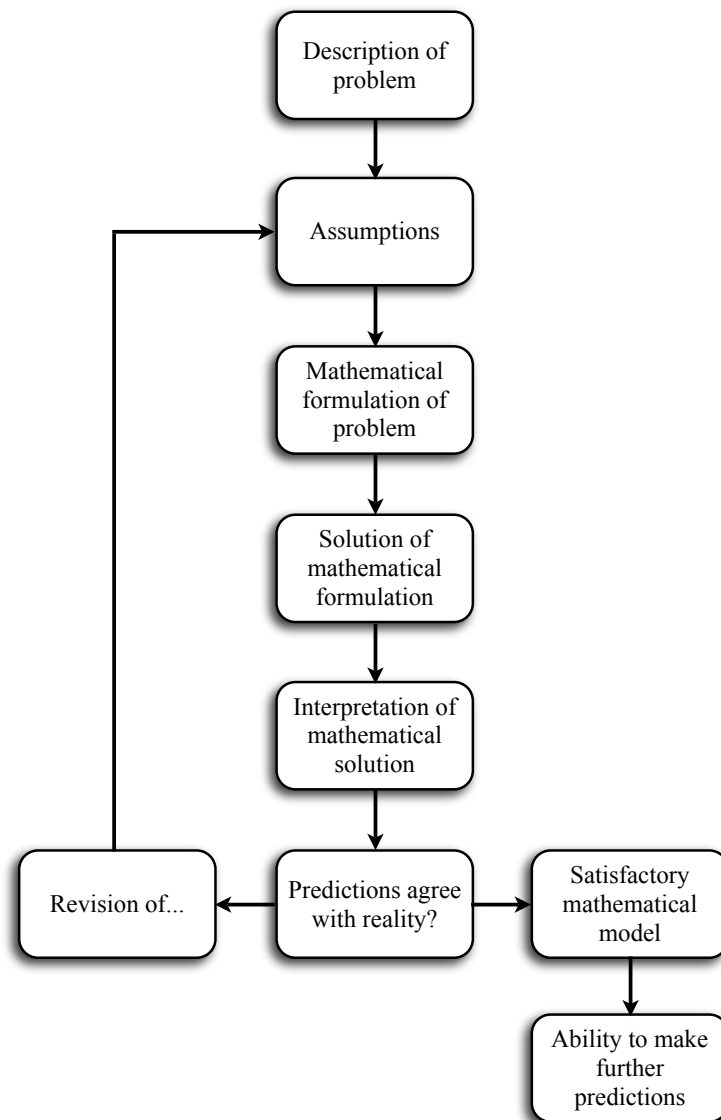 Description of
problem
Assumptions
Mathematical
formulation of
problem
Solution of
mathematical
formulation
Interpretation of
mathematical
solution
Revision of...
Predictions agree
with reality?
Satisfactory
mathematical
model
Ability to make
further
predictions